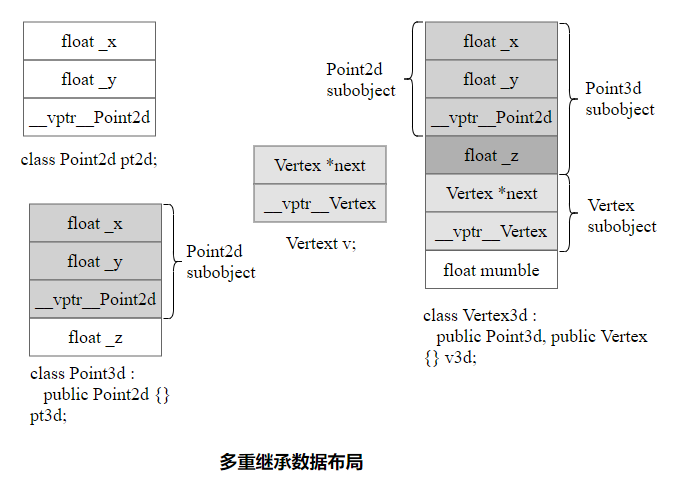 float _x
float _y
__vptr__Point2d
class Point2d pt2d;
float _x
float _y
__vptr__Point2d
float _z
Point2d
subobject
class Point3d :
public Point2d {}
pt3d;
Vertex *next
__vptr__Vertex
Vertext v;
Point2d
subobject
float _x
float _y
__vptr__Point2d
float _z
Vertex *next
__vptr__Vertex
float mumble
Point3d
subobject
Vertex
subobject
class Vertex3d :
public Point3d, public Vertex
{} v3d;
多重继承数据布局